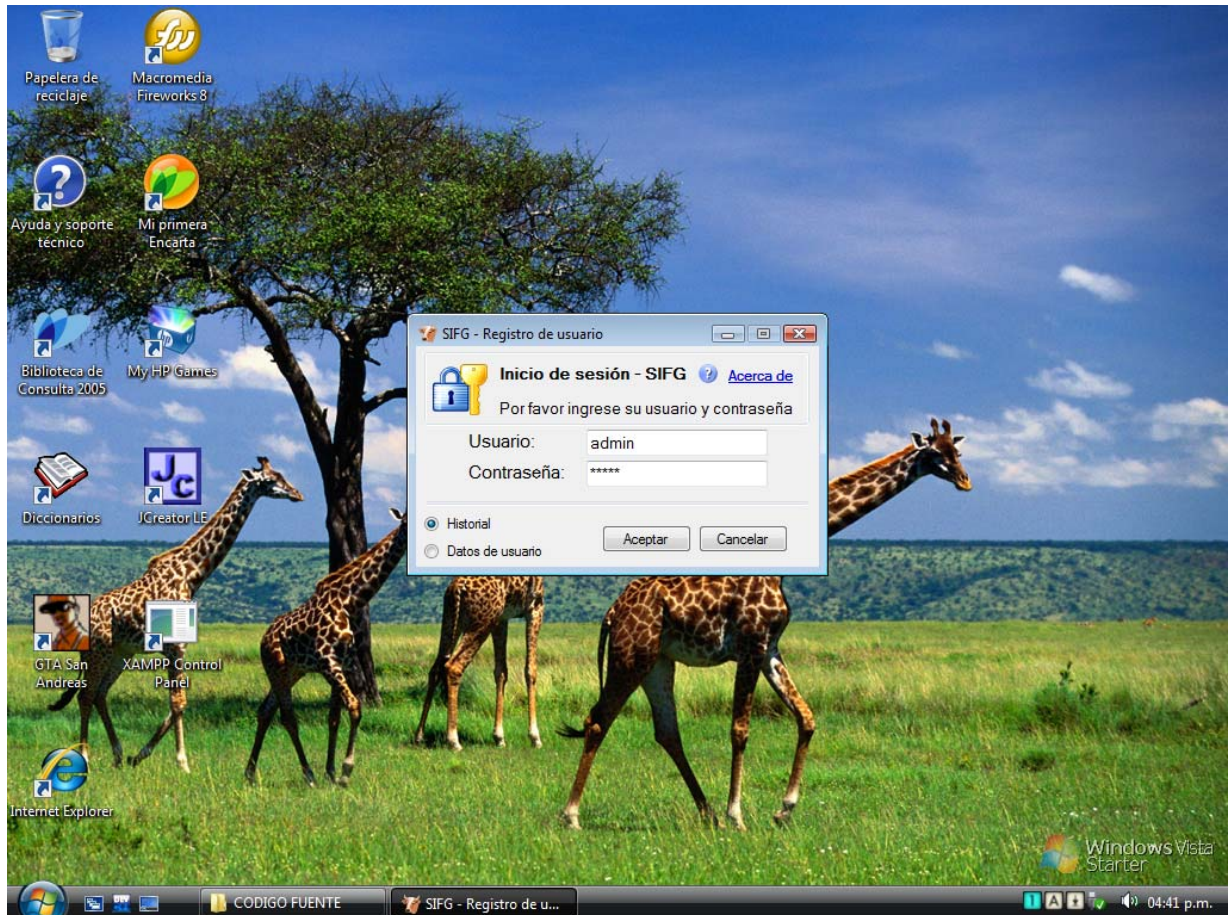 Papelera de
reciclaje
Macromedia
Fireworks 8
Ayuda y soporte
técnico
Mi primera
Encarta
Biblioteca de
Consulta 2005
My HP Games
Diccionarios
JCreator LE
GTA San
Andreas
XAMPP Control
Panel
Internet Explorer
SIFG - Registro de usuario
Inicio de sesión - SIFG
Acerca de
Por favor ingrese su usuario y contraseña
Usuario:
admin
Contraseña:
*****
Historial
Datos de usuario
Aceptar
Cancelar
Windows Vista
Starter
CODIGO FUENTE
SIFG - Registro de u...
04:41 p.m.